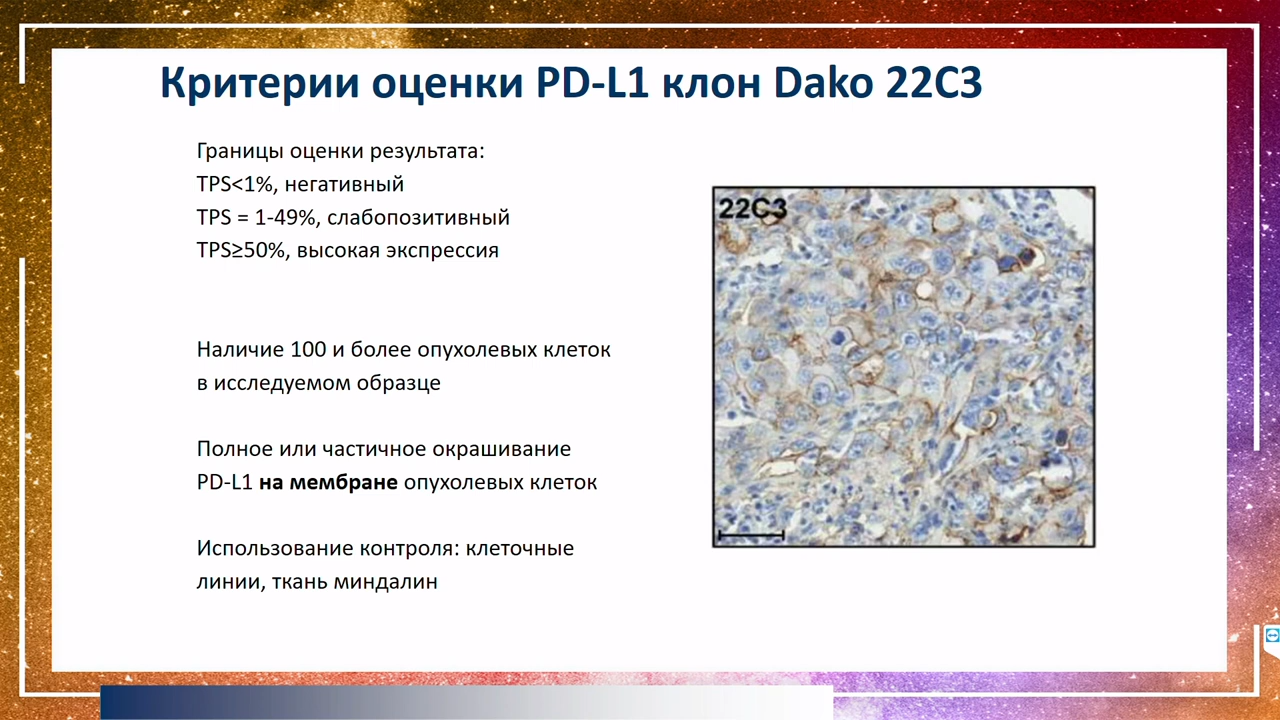 Критерии оценки PD-L1 клон Dako 22C3
Границы оценки результата:
TPS<1%, негативный
TPS = 1-49%, слабопозитивный
TPS≥50%, высокая экспрессия
Наличие 100 и более опухолевых клеток
в исследуемом образце
Полное или частичное окрашивание
PD-L1 на мембране опухолевых клеток
Использование контроля: клеточные
линии, ткань миндалин
22C3